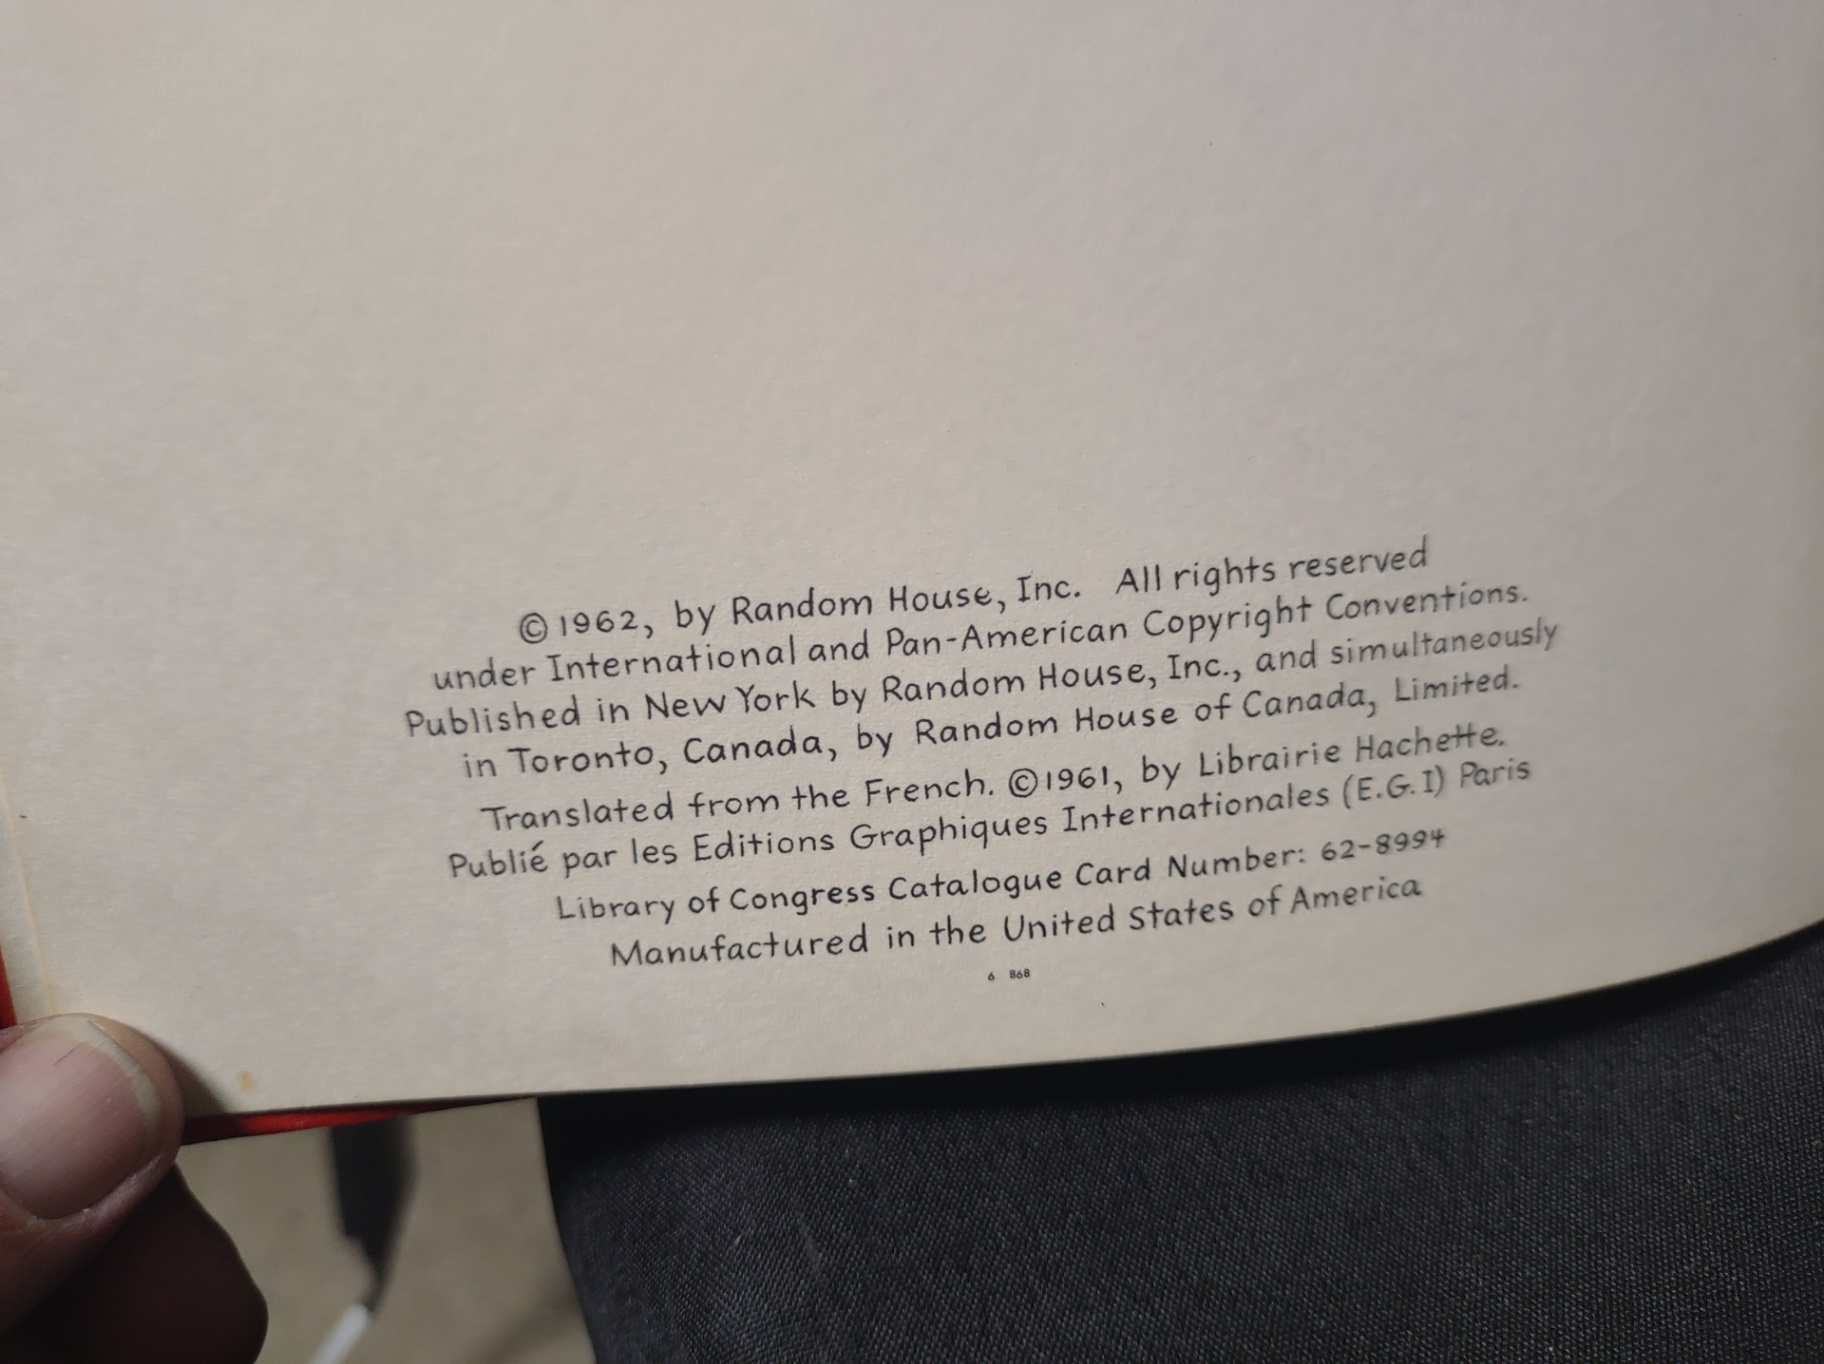 ©1962, by Random House, Inc. All rights reserved
under International and Pan-American Copyright Conventions.
Published in New York by Random House, Inc., and simultaneously
in Toronto, Canada, by Random House of Canada, Limited.
Translated from the French. ©1961, by Librairie Hachette.
Publié par les Editions Graphiques Internationales (E.G.I) Paris
Library of Congress Catalogue Card Number: 62-8994
Manufactured in the United States of America
6 868